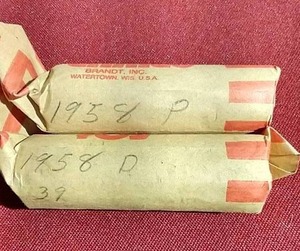 BRANDT, INC.
WATERTOWN, WIS U.S.A.
1958 P
1958 D
39